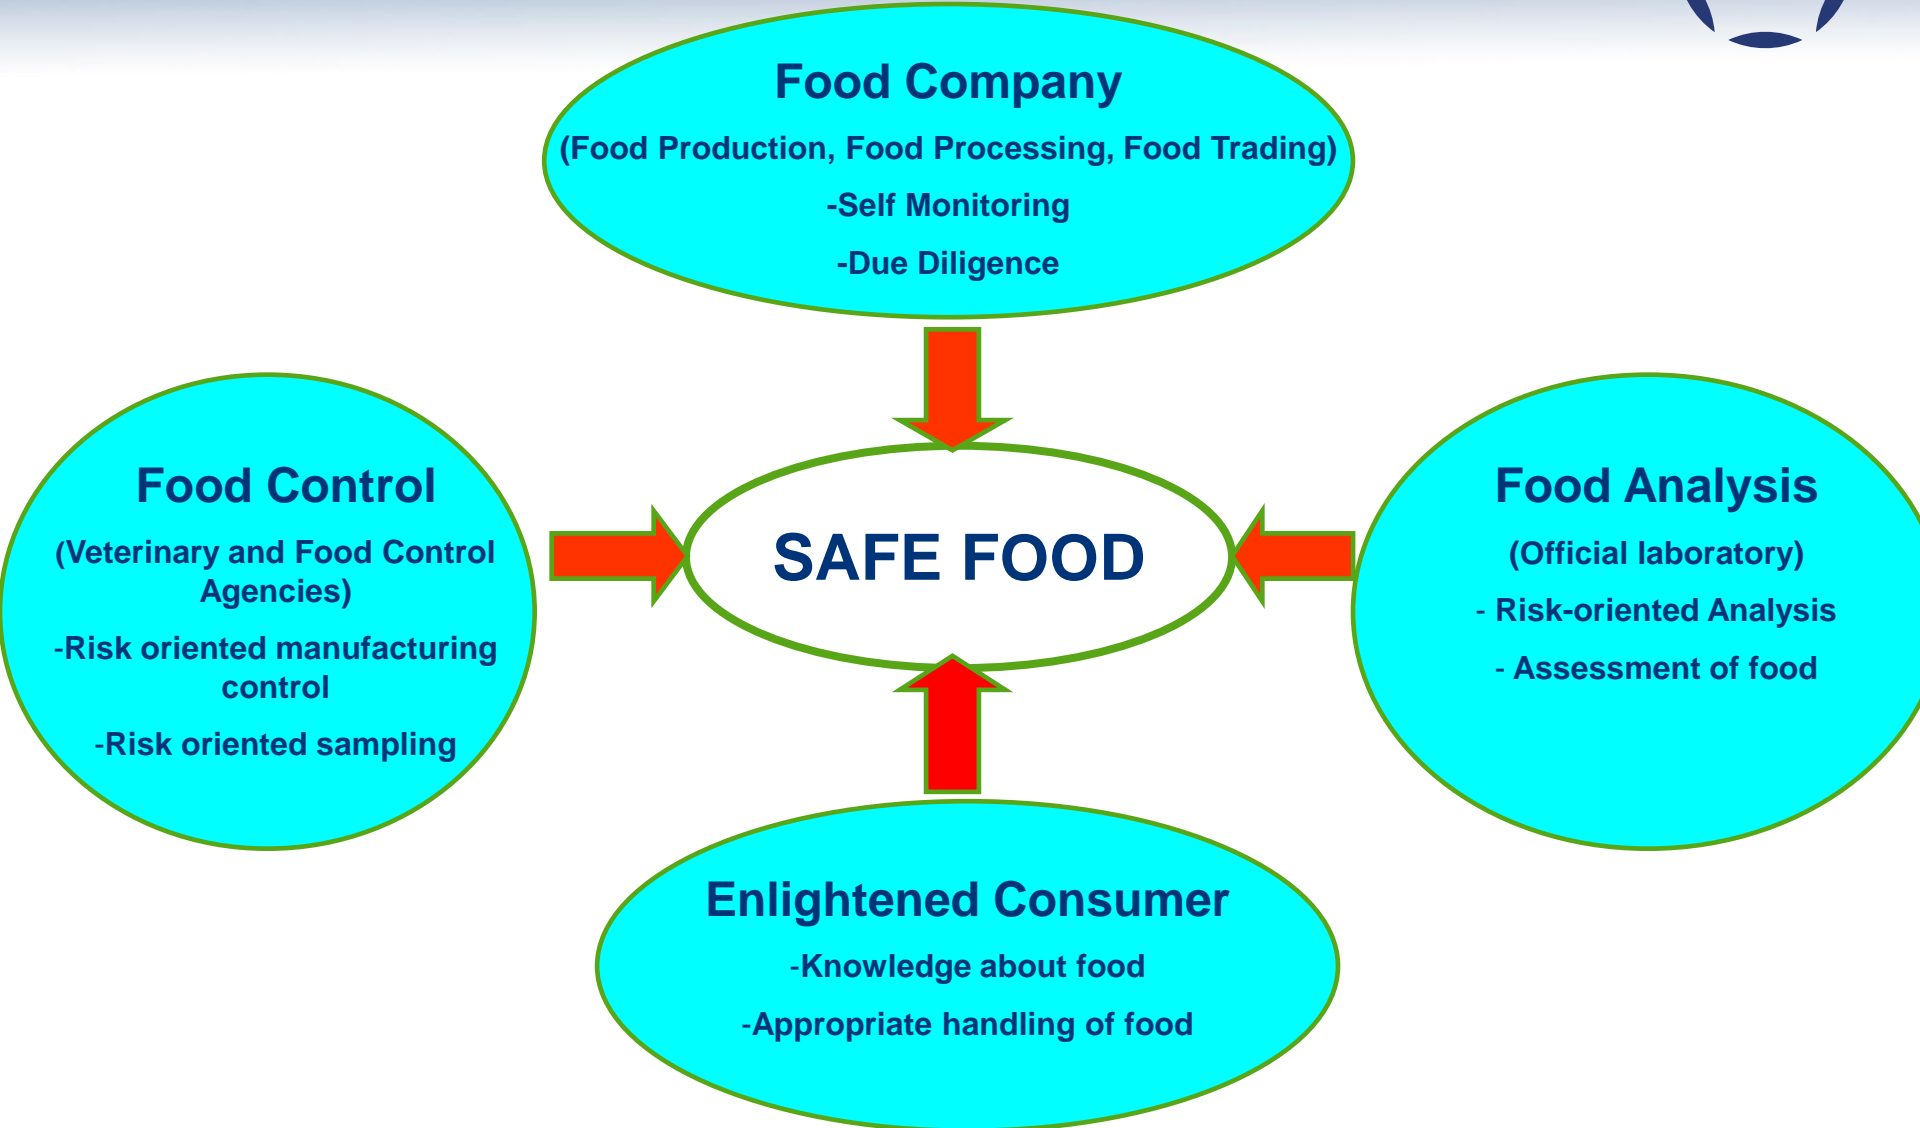 Food Company
(Food Production, Food Processing, Food Trading)
-Self Monitoring
-Due Diligence
Food Control
(Veterinary and Food Control
Agencies)
-Risk oriented manufacturing
control
-Risk oriented sampling
SAFE FOOD
Food Analysis
(Official laboratory)
- Risk-oriented Analysis
- Assessment of food
Enlightened Consumer
-Knowledge about food
-Appropriate handling of food